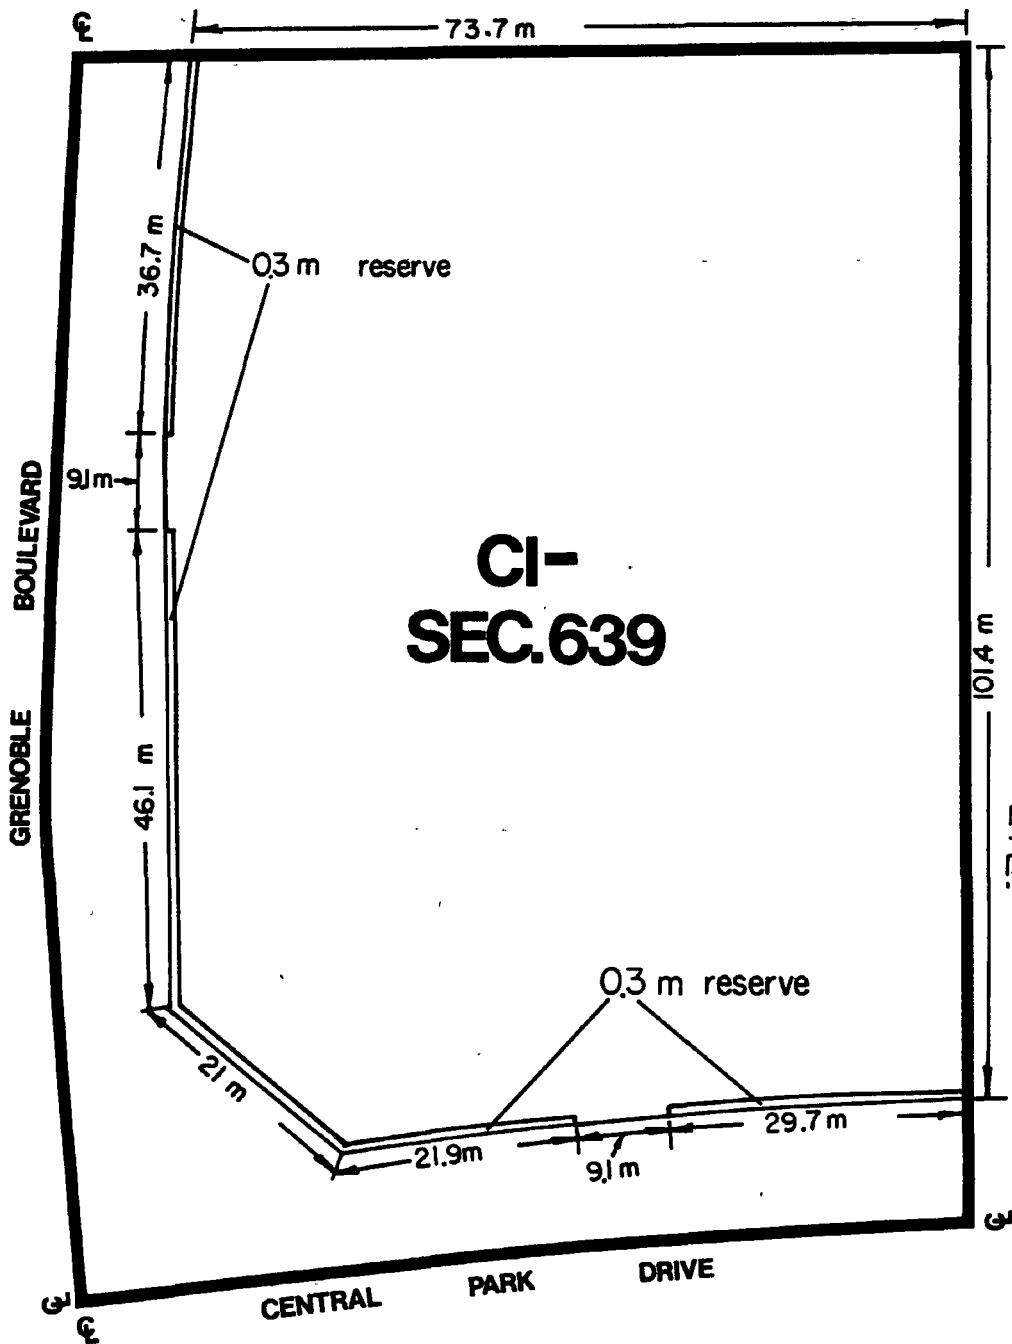 ℄
73.7 m
36.7 m
0.3 m reserve
9.1 m
C1-
SEC.639
GRENOBLE BOULEVARD
101.4 m
46.1 m
0.3 m reserve
21 m
21.9m
9.1 m
29.7 m
℄
℄
℄
CENTRAL PARK DRIVE